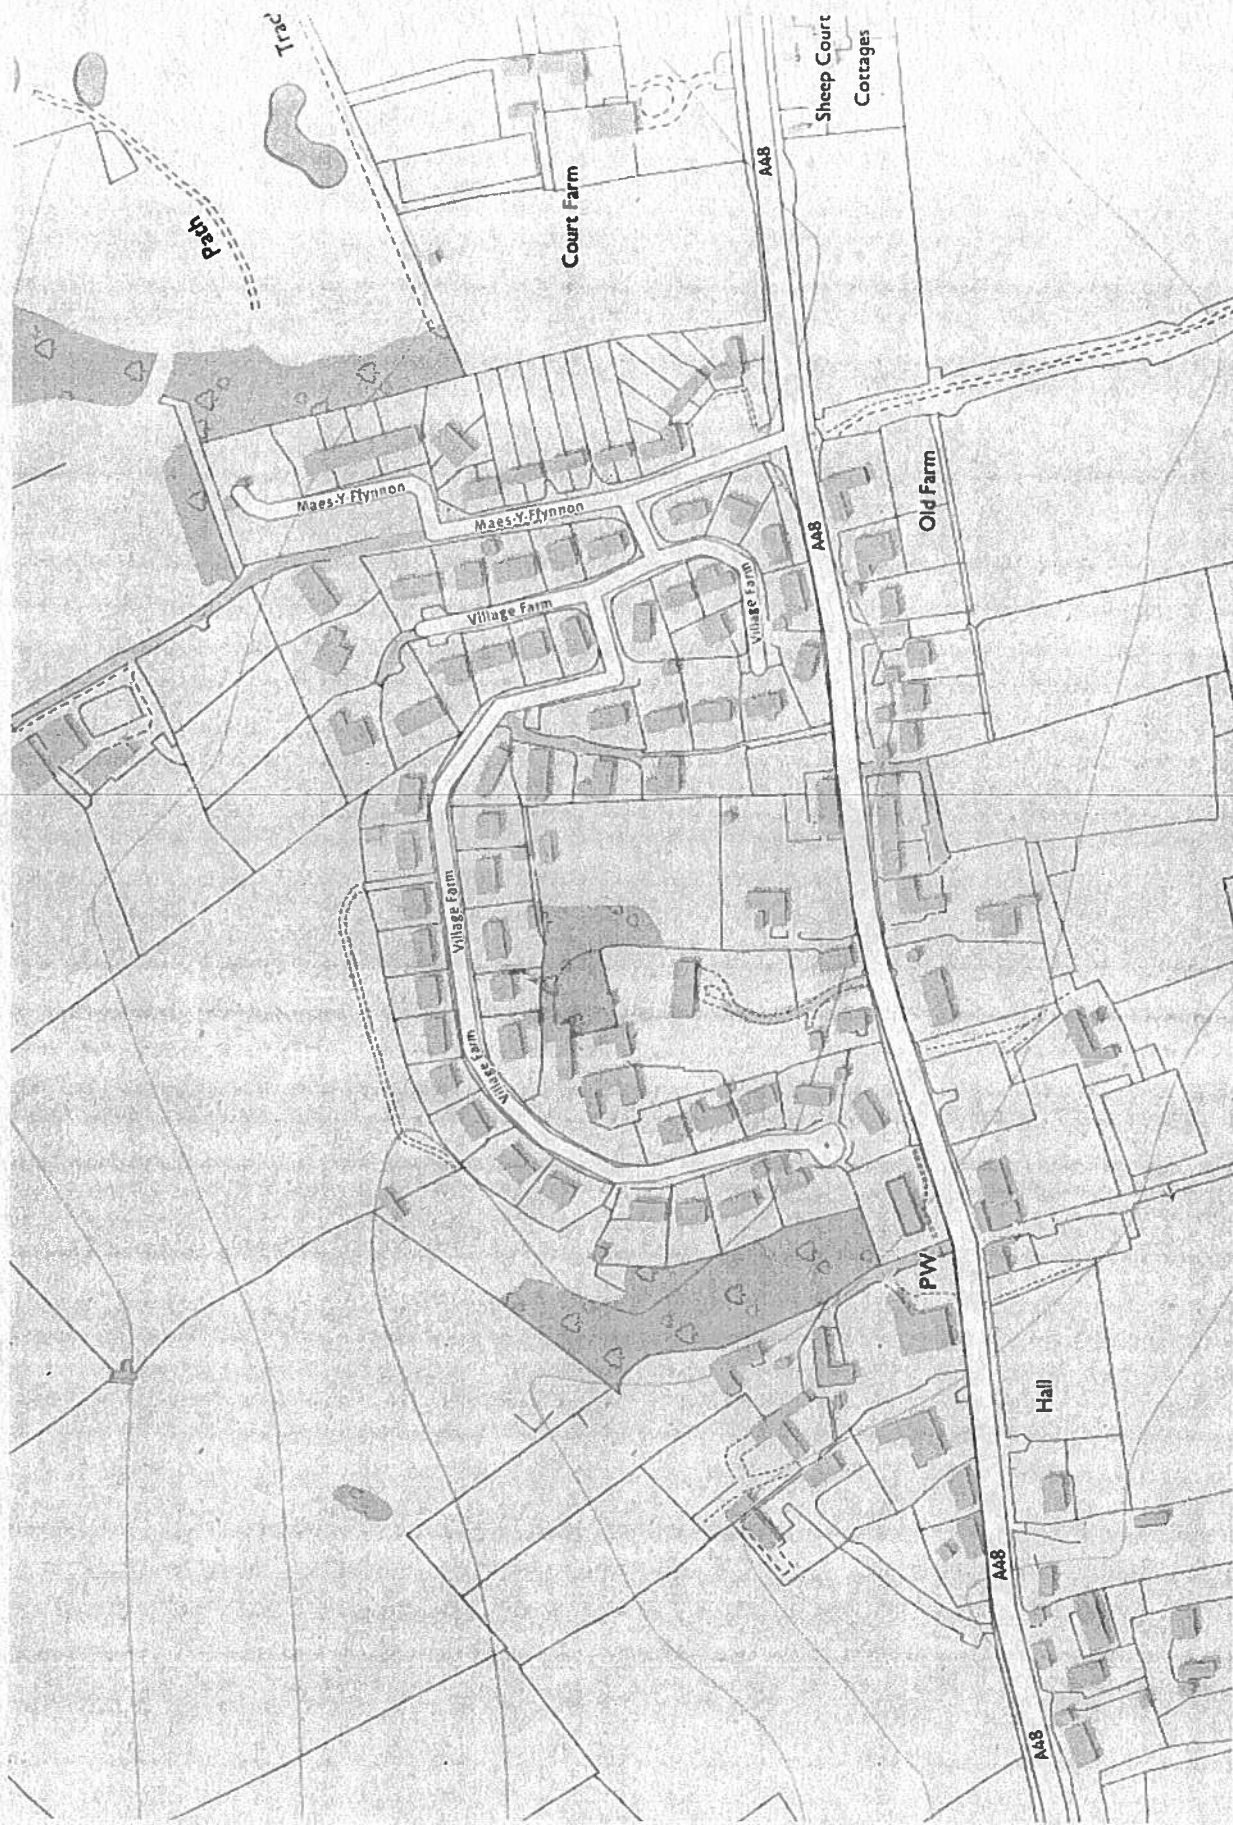 Trac
Path
Sheep Court
Cottages
Court Farm
A48
Maes-Y-Ffynnon
Maes-Y-Ffynnon
Old Farm
A48
Village Farm
Village Farm
Village Farm
Village Farm
PW
Hall
A48
A48